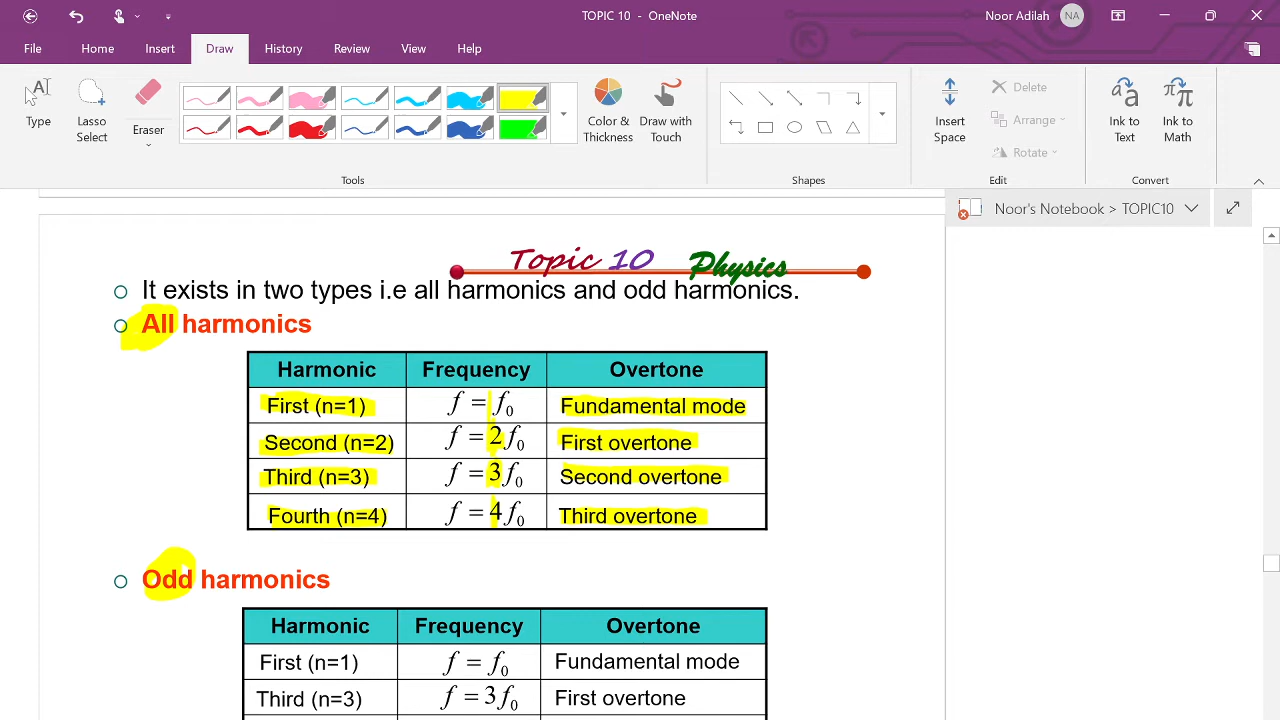 TOPIC 10 - OneNote
Noor Adilah NA
File Home Insert Draw History Review View Help
Type
Lasso Select
Eraser
Color & Thickness
Draw with Touch
Insert Space
Delete
Arrange
Rotate
Ink to Text
Ink to Math
Tools Shapes Edit Convert
Noor's Notebook > TOPIC10
Topic 10 Physics
It exists in two types i.e all harmonics and odd harmonics.
All harmonics
Harmonic Frequency Overtone
First (n=1) f = f₀ Fundamental mode
Second (n=2) f = 2f₀ First overtone
Third (n=3) f = 3f₀ Second overtone
Fourth (n=4) f = 4f₀ Third overtone
Odd harmonics
Harmonic Frequency Overtone
First (n=1) f = f₀ Fundamental mode
Third (n=3) f = 3f₀ First overtone